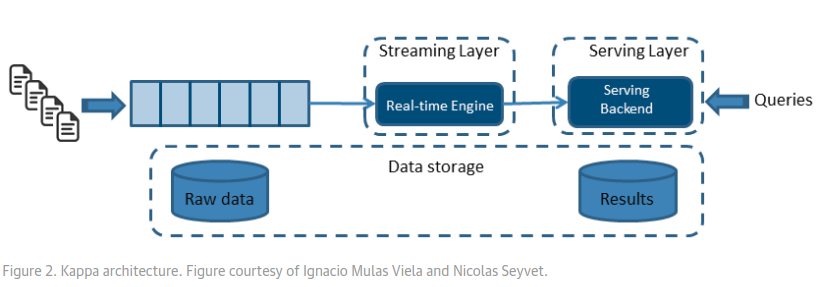 Streaming Layer
Serving Layer
Real-time Engine
Serving
Backend
Queries
Data storage
Raw data
Results
Figure 2. Kappa architecture. Figure courtesy of Ignacio Mulas Viela and Nicolas Seyvet.